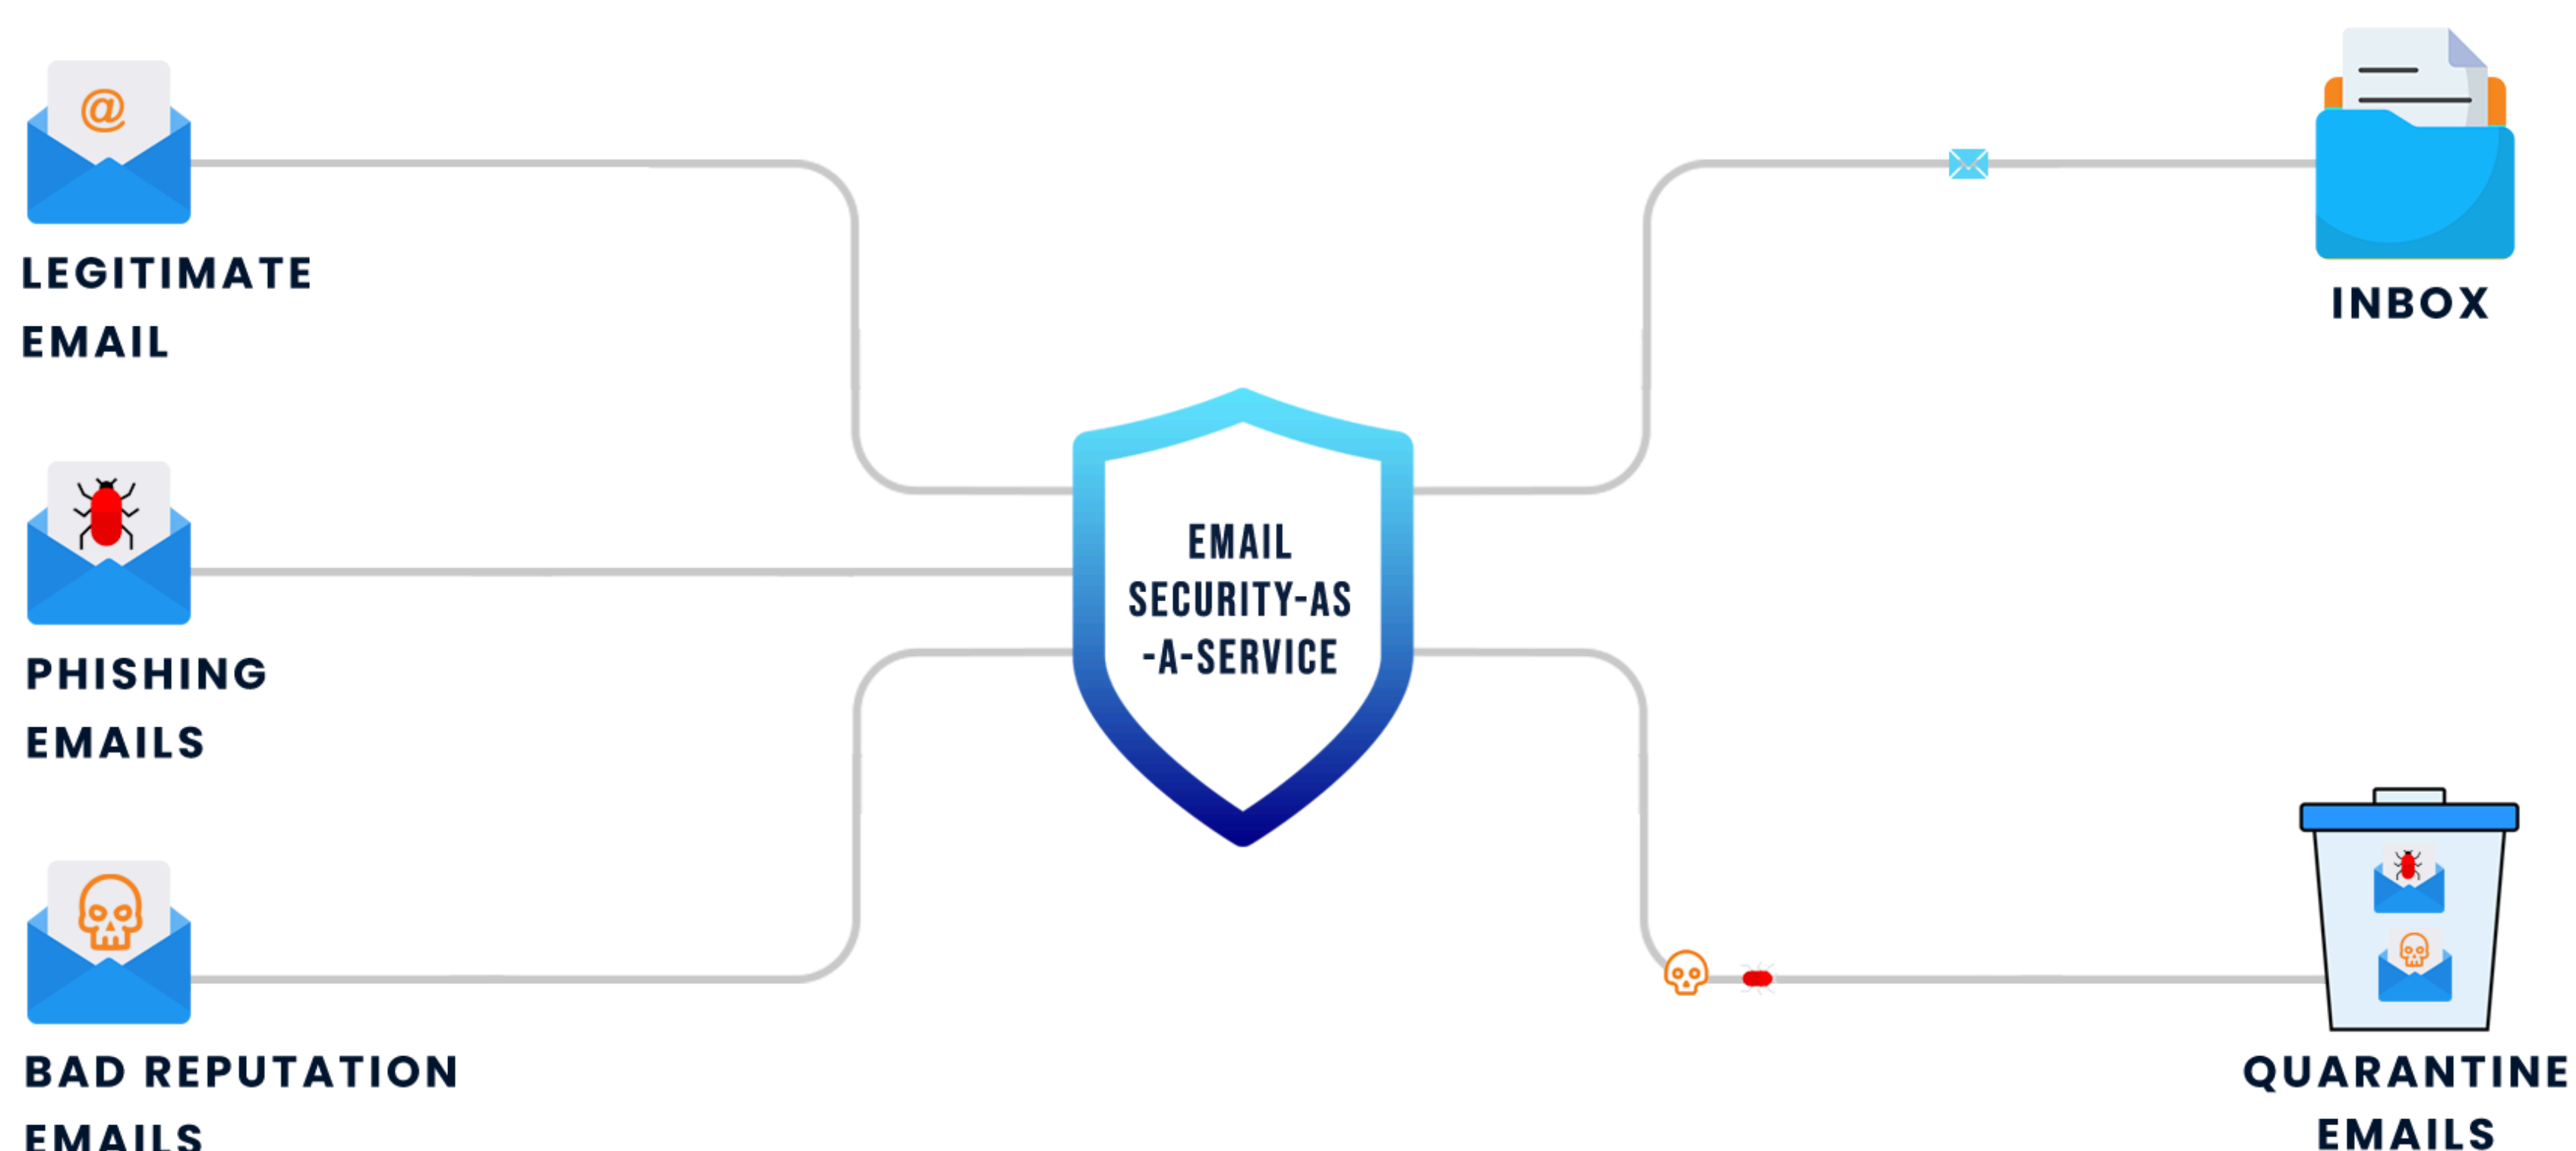 @
LEGITIMATE
EMAIL
INBOX
PHISHING
EMAILS
EMAIL
SECURITY-AS
-A-SERVICE
BAD REPUTATION
EMAILS
QUARANTINE
EMAILS